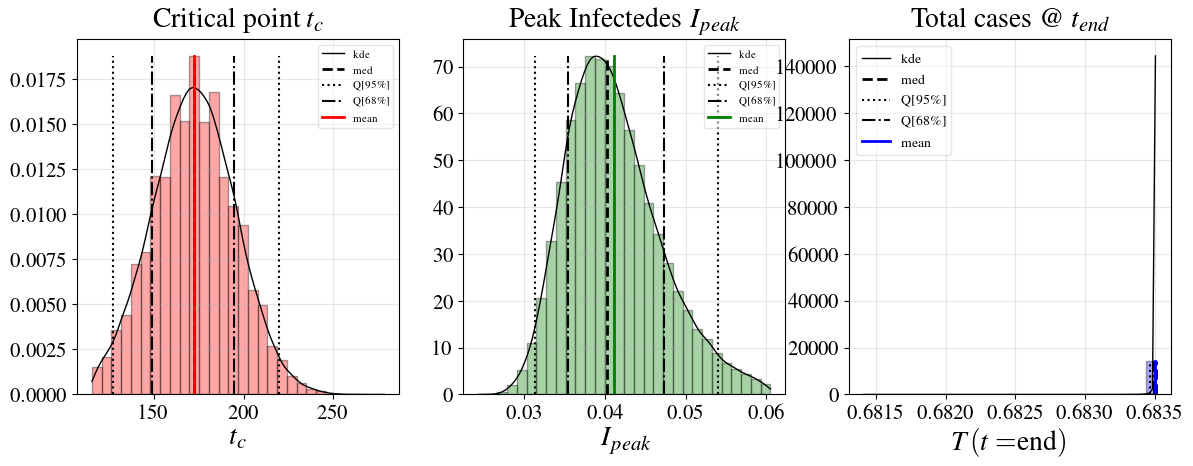 Critical point t_c
kde
med
Q[95%]
Q[68%]
mean
0.0175
0.0150
0.0125
0.0100
0.0075
0.0050
0.0025
0.0000
150
200
250
t_c
Peak Infectedes I_peak
kde
med
Q[95%]
Q[68%]
mean
70
60
50
40
30
20
10
0
0.03
0.04
0.05
0.06
I_peak
Total cases @ t_end
kde
med
Q[95%]
Q[68%]
mean
140000
120000
100000
80000
60000
40000
20000
0
0.6815
0.6820
0.6825
0.6830
0.6835
T(t =end)